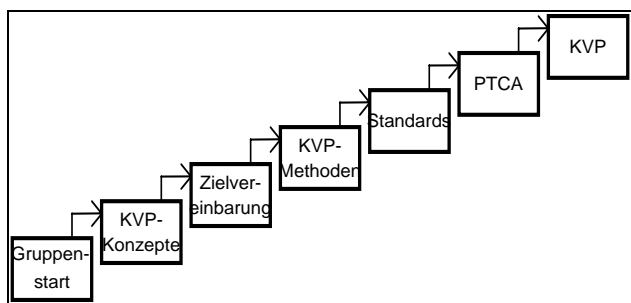 Gruppen-
start
KVP-
Konzepte
Zielver-
einbarung
KVP-
Methoden
Standards
PTCA
KVP